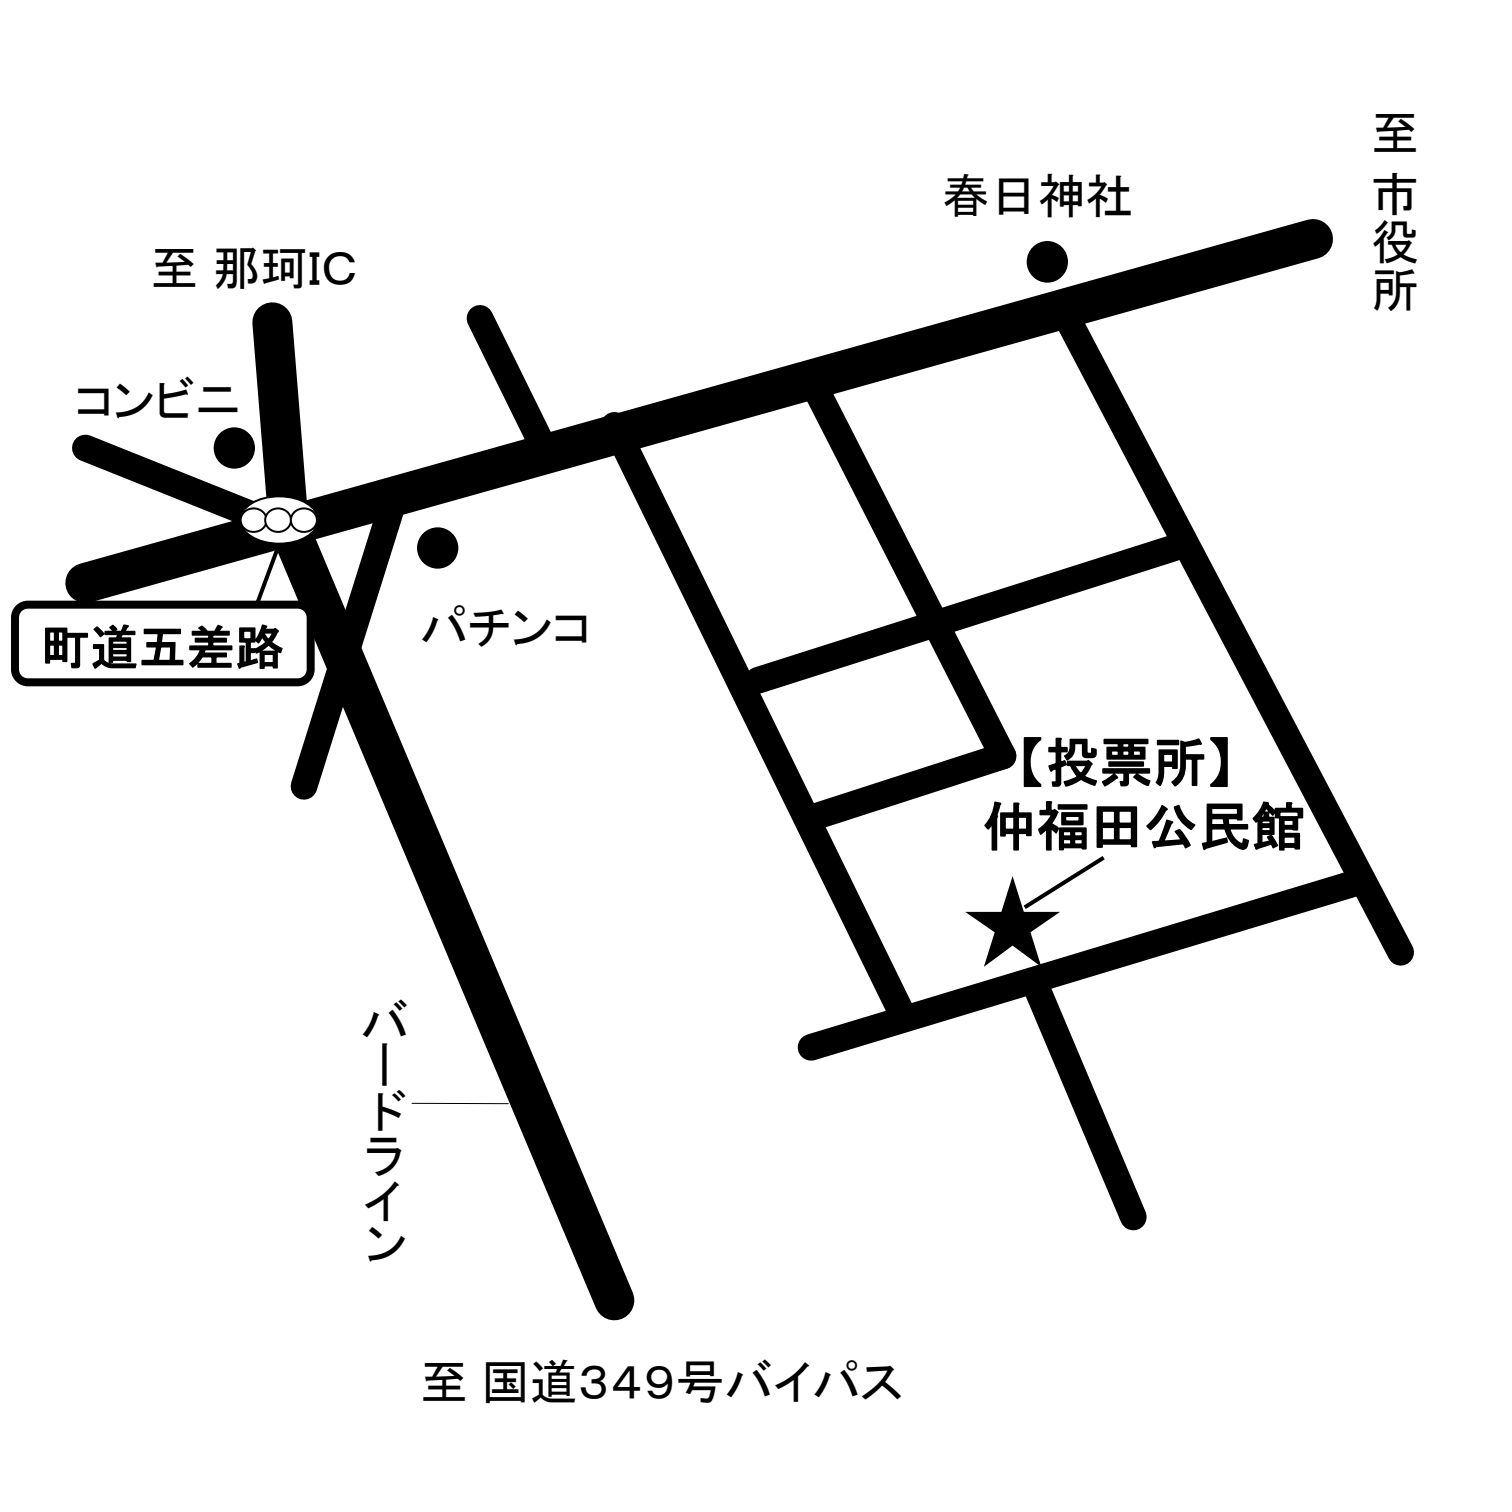 至 市役所
春日神社
至 那珂IC
コンビニ
パチンコ
町道五差路
【投票所】
仲福田公民館
バードライン
至 国道349号バイパス